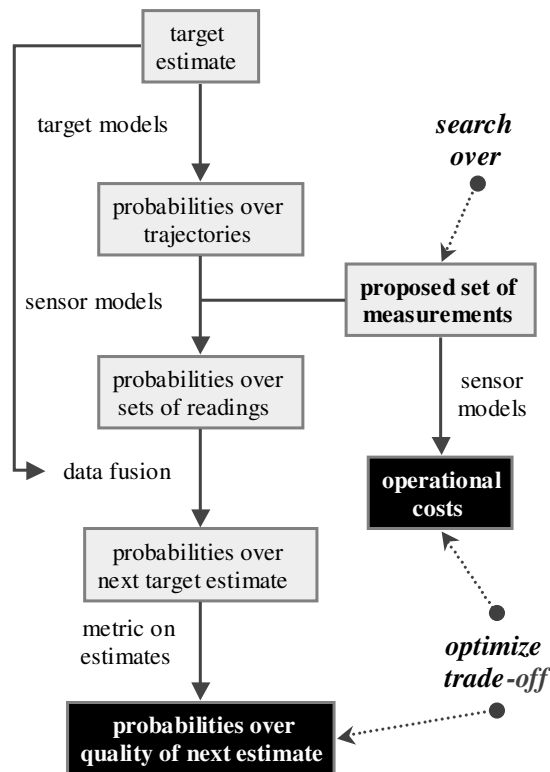 target
estimate
target models
search
over
probabilities over
trajectories
sensor models
proposed set of
measurements
probabilities over
sets of readings
sensor
models
data fusion
operational
costs
probabilities over
next target estimate
metric on
estimates
optimize
trade-off
probabilities over
quality of next estimate